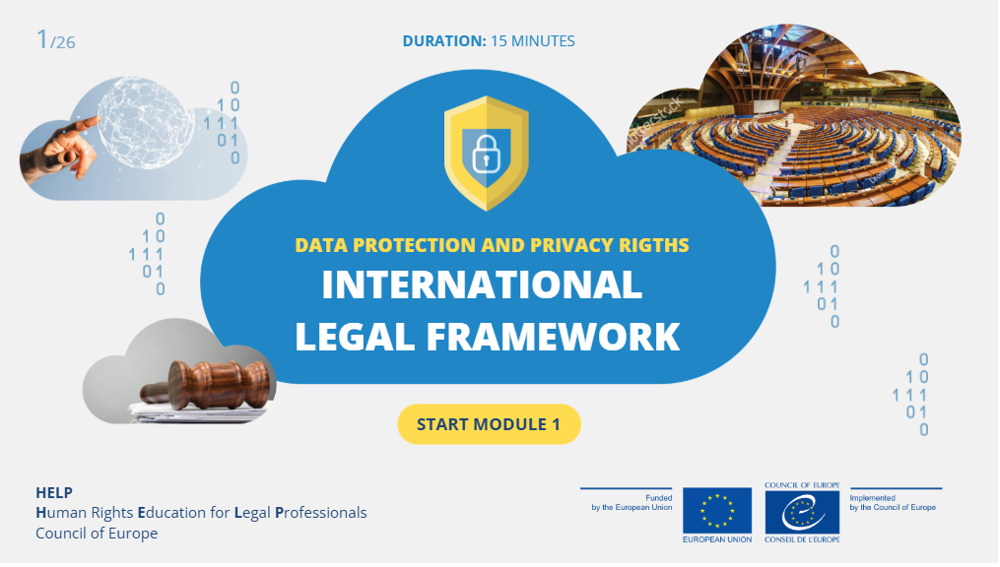 1/26
DURATION: 15 MINUTES
0
10
111
01
0
0
10
111
01
0
DATA PROTECTION AND PRIVACY RIGTHS
INTERNATIONAL
LEGAL FRAMEWORK
0
10
111
01
0
0
10
111
01
0
START MODULE 1
HELP
Human Rights Education for Legal Professionals
Council of Europe
Funded
by the European Union
EUROPEAN UNION
COUNCIL OF EUROPE
CONSEIL DE L'EUROPE
Implemented
by the Council of Europe